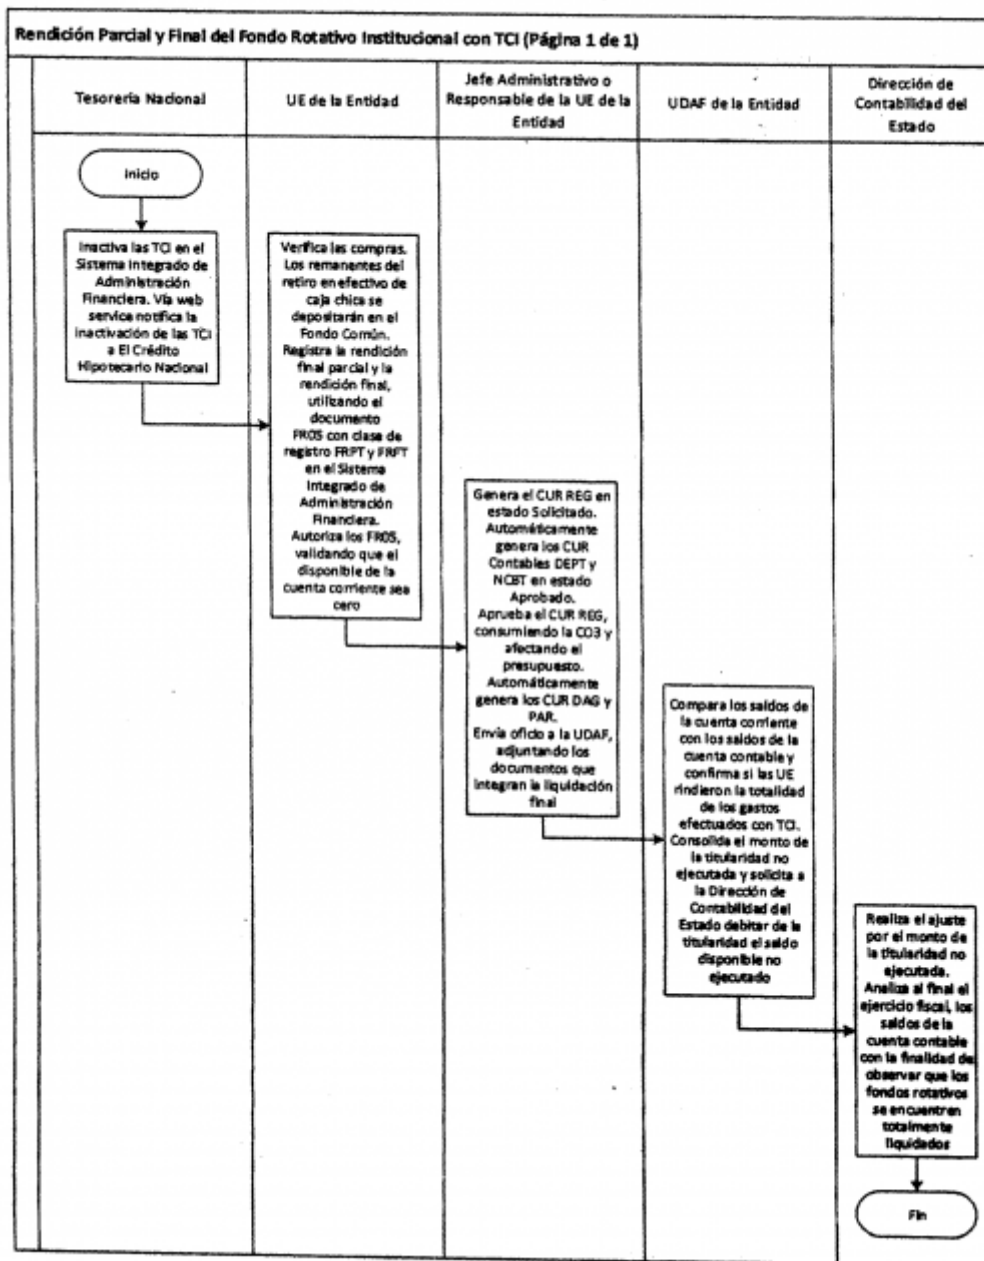 Rendición Parcial y Final del Fondo Rotativo Institucional con TCI (Página 1 de 1)
Tesorería Nacional
UE de la Entidad
Jefe Administrativo o
Responsable de la UE de la
Entidad
UDAF de la Entidad
Dirección de
Contabilidad del
Estado
Inicio
Inactiva las TCI en el
Sistema Integrado de
Administración
Financiera. Vía web
service notifica la
inactivación de las TCI
a El Crédito
Hipotecario Nacional
Verifica las compras.
Los remanentes del
retiro en efectivo de
caja chica se
depositarán en el
Fondo Común.
Registra la rendición
final parcial y la
rendición final,
utilizando el
documento
FR05 con clase de
registro FRPT y FRFT
en el Sistema
Integrado de
Administración
Financiera.
Autoriza los FR05,
validando que el
disponible de la
cuenta corriente sea
cero
Genera el CUR REG en
estado Solicitado.
Automáticamente
genera los CUR
Contables DEPT y
NCBT en estado
Aprobado.
Aprueba el CUR REG,
consumiendo la CO3 y
afectando el
presupuesto.
Automáticamente
genera los CUR DAG y
PAR.
Envía oficio a la UDAF,
adjuntando los
documentos que
integran la liquidación
final
Compara los saldos de
la cuenta corriente
con los saldos de la
cuenta contable y
confirma si las UE
rindieron la totalidad
de los gastos
efectuados con TCI.
Consolida el monto de
la titularidad no
ejecutada y solicita a
la Dirección de
Contabilidad del
Estado debitar de la
titularidad el saldo
disponible no
ejecutado
Realiza el ajuste
por el monto de
la titularidad no
ejecutada.
Analiza al final el
ejercicio fiscal, los
saldos de la
cuenta contable
con la finalidad de
observar que los
fondos rotativos
se encuentren
totalmente
liquidados
Fin